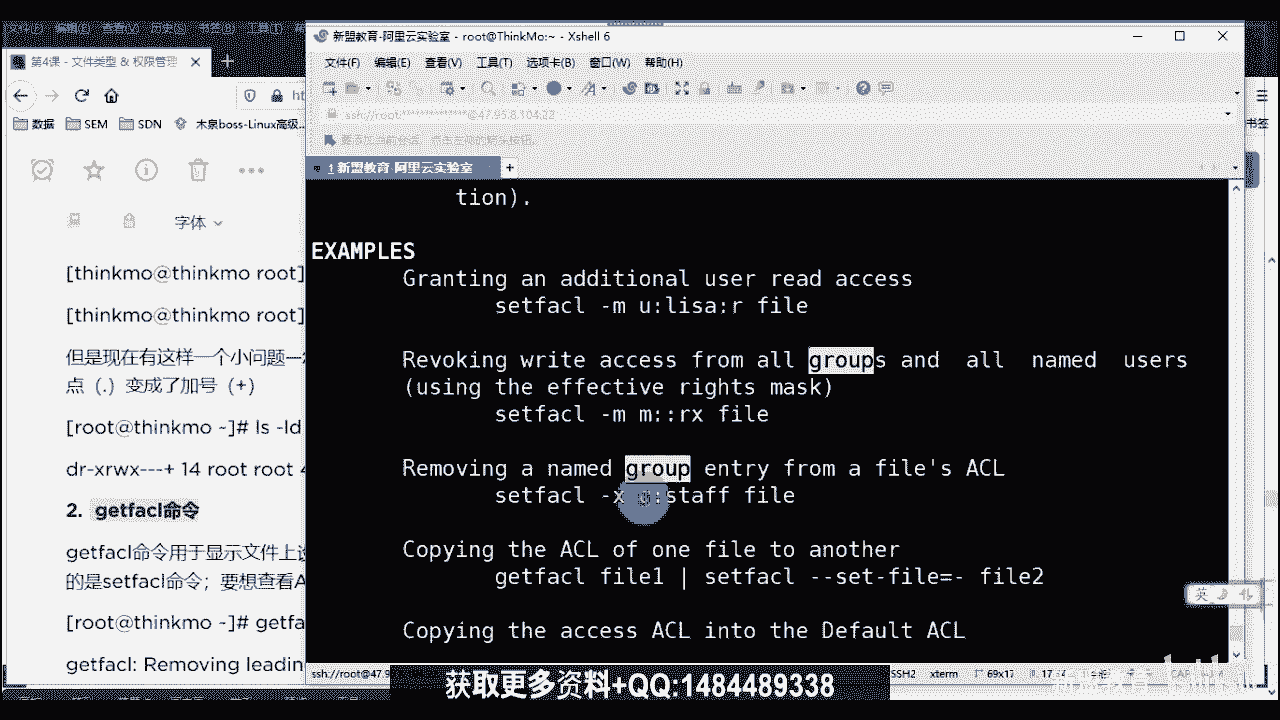 新盟教育-阿里云实验室 - root@ThinkMo:~ - Xshell 6
文件(F) 编辑(E) 查看(V) 工具(T) 选项卡(B) 窗口(W) 帮助(H)
ssh://root:**************@47.95.8.104:22
1 新盟教育-阿里云实验室
第4课 - 文件类型 & 权限管理
数据 SEM SDN 木泉boss-Linux高级...
书签
字体
[thinkmo@thinkmo root]
[thinkmo@thinkmo root]
但是现在有这样一个小问题
点（.）变成了加号（+）
[root@thinkmo ~]# ls -ld
dr-xrwx---+ 14 root root 4
2. getfacl命令
getfacl命令用于显示文件上
的是setfacl命令；要想查看A
[root@thinkmo ~]# getfa
getfacl: Removing leadin
tion).
EXAMPLES
Granting an additional user read access
setfacl -m u:lisa:r file
Revoking write access from all groups and all named users
(using the effective rights mask)
setfacl -m m::rx file
Removing a named group entry from a file's ACL
setfacl -x g:staff file
Copying the ACL of one file to another
getfacl file1 | setfacl --set-file=- file2
Copying the access ACL into the Default ACL
英
ssh://root@47.9
SSH2 xterm 69x17
获取更多资料+QQ:1484489338